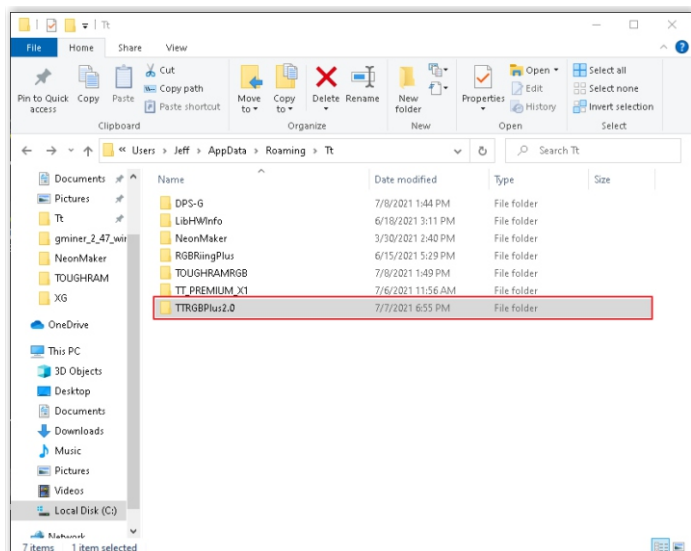 Tt
File Home Share View
Pin to Quick access
Copy
Paste
Cut
Copy path
Paste shortcut
Clipboard
Move to
Copy to
Delete
Rename
Organize
New folder
New
Properties
Open
Edit
History
Open
Select all
Select none
Invert selection
Select
« Users > Jeff > AppData > Roaming > Tt
Search Tt
Documents
Pictures
Tt
gminer_2_47_wir
NeonMaker
TOUGHRAM
XG
OneDrive
This PC
3D Objects
Desktop
Documents
Downloads
Music
Pictures
Videos
Local Disk (C:)
Network
Name Date modified Type Size
DPS-G 7/8/2021 1:44 PM File folder
LibHWInfo 6/18/2021 3:11 PM File folder
NeonMaker 3/30/2021 2:40 PM File folder
RGBRiingPlus 6/15/2021 5:29 PM File folder
TOUGHRAMRGB 7/8/2021 1:49 PM File folder
TT_PREMIUM_X1 7/6/2021 11:56 AM File folder
TTRGBPlus2.0 7/7/2021 6:55 PM File folder
7 items 1 item selected